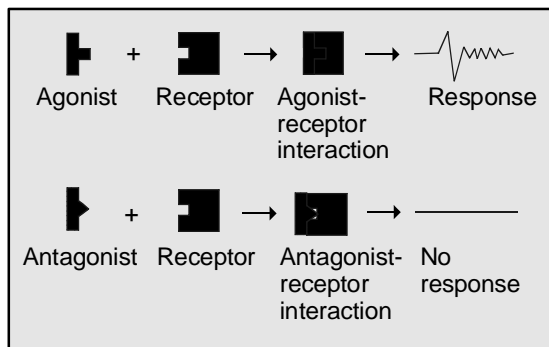 +
Agonist Receptor Agonist-
receptor
interaction
Response
+
Antagonist Receptor Antagonist-
receptor
interaction
No
response